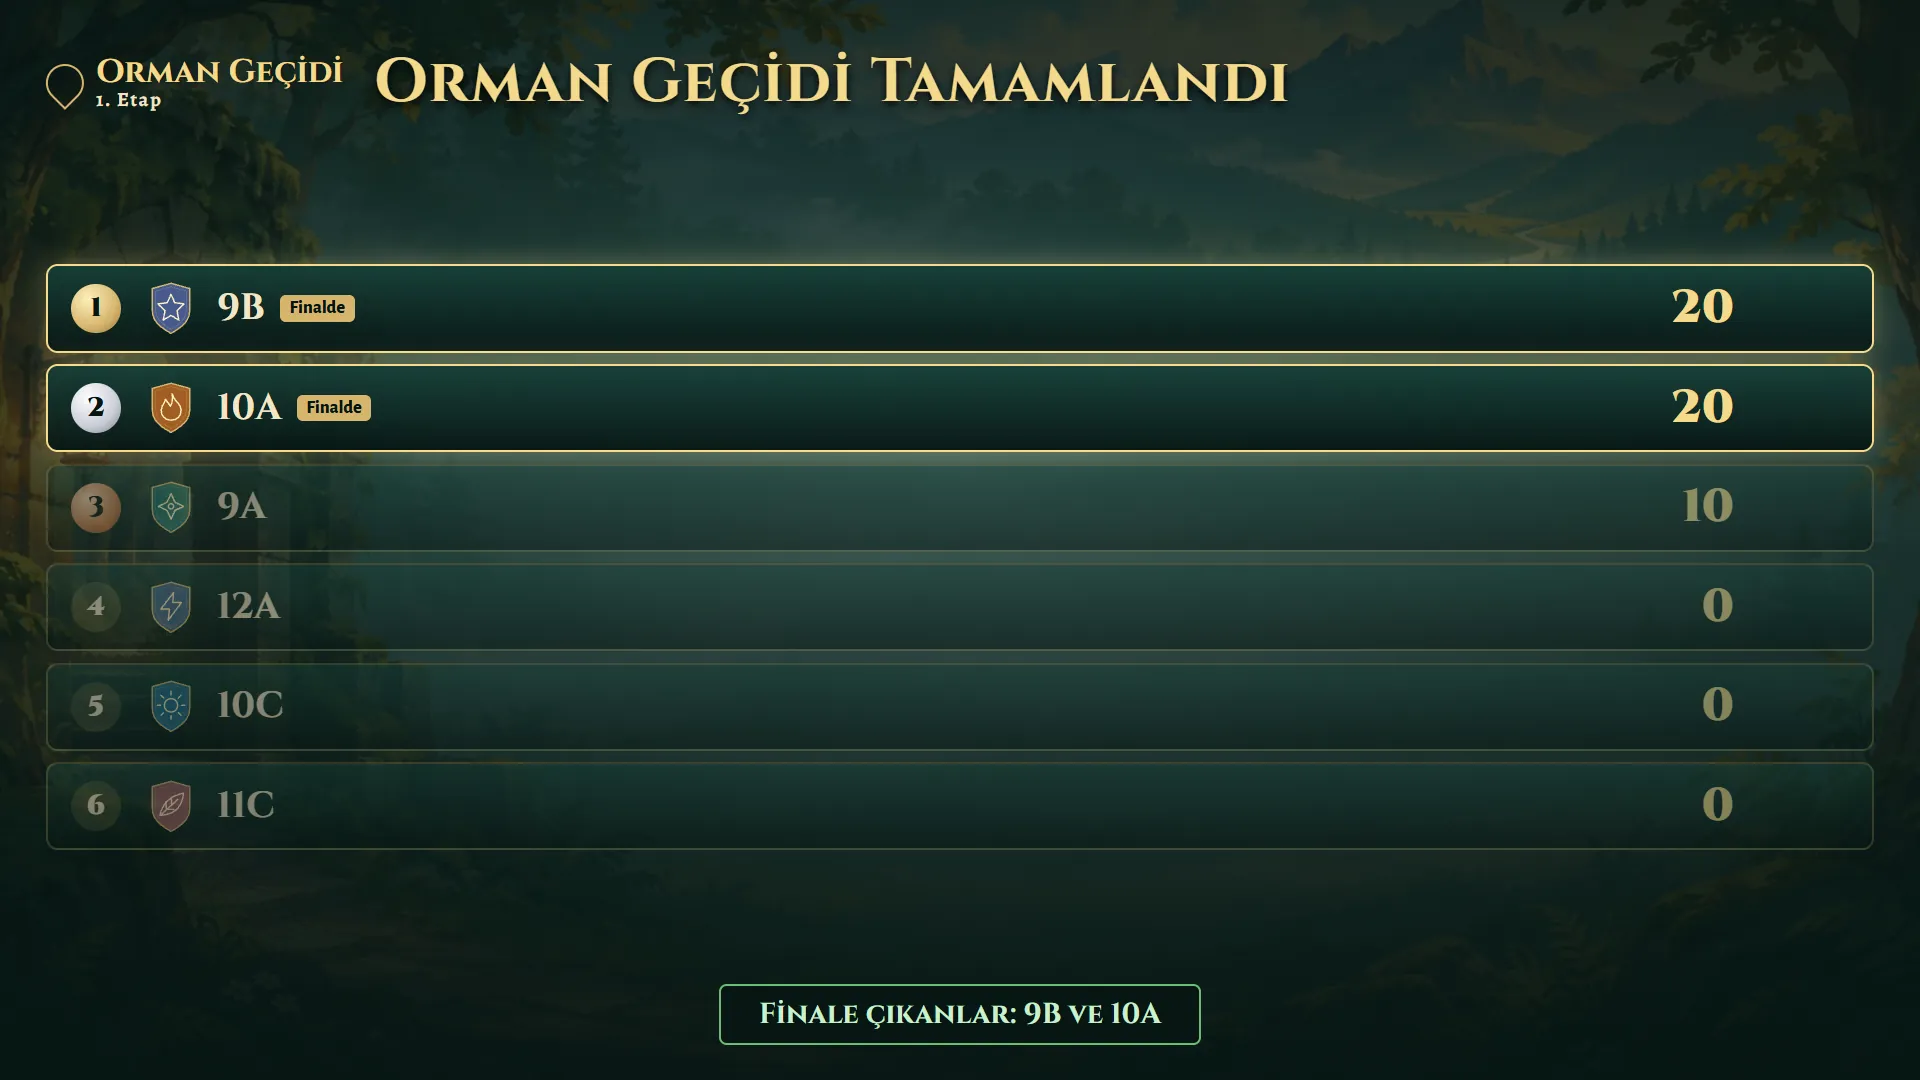 Orman Geçidi
1. Etap
Orman Geçidi Tamamlandı
1 9B Finalde 20
2 10A Finalde 20
3 9A 10
4 12A 0
5 10C 0
6 11C 0
Finale çıkanlar: 9B ve 10A